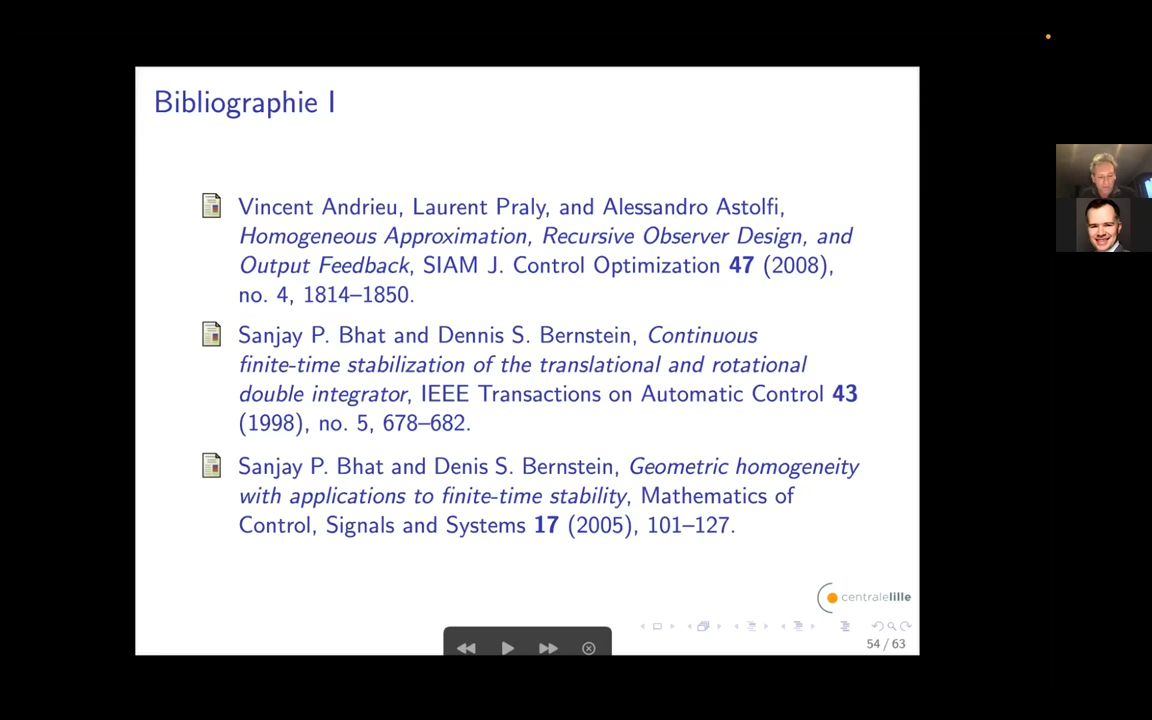 Bibliographie I
Vincent Andrieu, Laurent Praly, and Alessandro Astolfi,
Homogeneous Approximation, Recursive Observer Design, and
Output Feedback, SIAM J. Control Optimization 47 (2008),
no. 4, 1814–1850.
Sanjay P. Bhat and Dennis S. Bernstein, Continuous
finite-time stabilization of the translational and rotational
double integrator, IEEE Transactions on Automatic Control 43
(1998), no. 5, 678–682.
Sanjay P. Bhat and Denis S. Bernstein, Geometric homogeneity
with applications to finite-time stability, Mathematics of
Control, Signals and Systems 17 (2005), 101–127.
centralelille
54 / 63